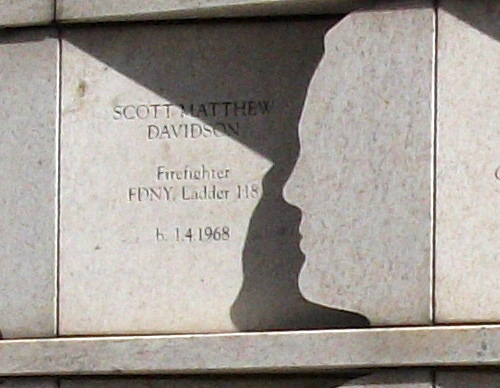 SCOTT MATTHEW
DAVIDSON
Firefighter
FDNY, Ladder 118
b. 1.4.1968